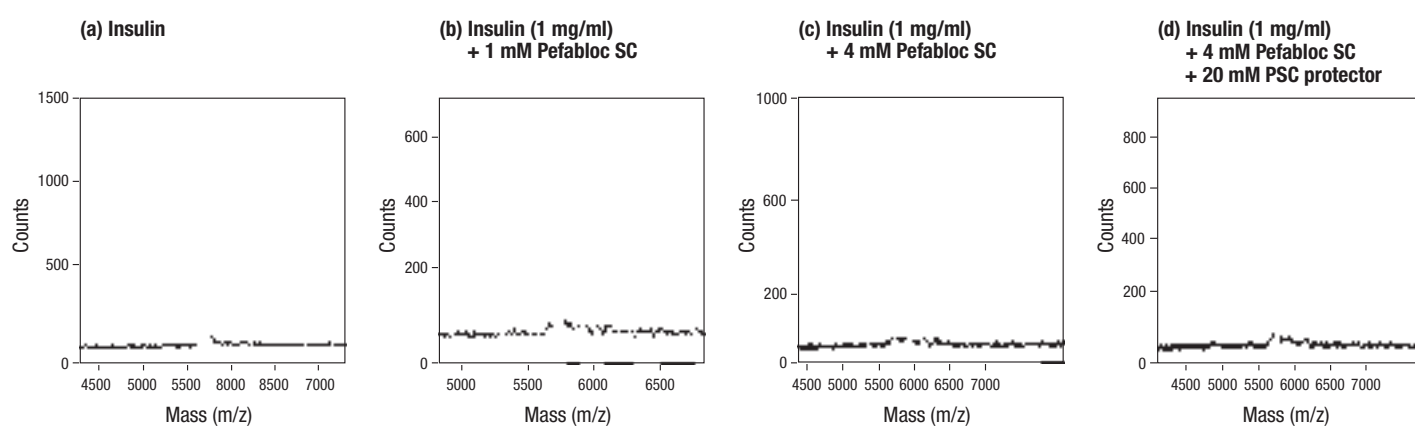 (a) Insulin
1500
1000
500
0
Counts
4500 5000 5500 8000 8500 7000
Mass (m/z)
(b) Insulin (1 mg/ml)
+ 1 mM Pefabloc SC
600
400
200
0
Counts
5000 5500 6000 6500
Mass (m/z)
(c) Insulin (1 mg/ml)
+ 4 mM Pefabloc SC
1000
600
200
0
Counts
4500 5000 5500 6000 6500 7000
Mass (m/z)
(d) Insulin (1 mg/ml)
+ 4 mM Pefabloc SC
+ 20 mM PSC protector
800
600
400
200
0
Counts
4500 5000 5500 6000 6500 7000
Mass (m/z)